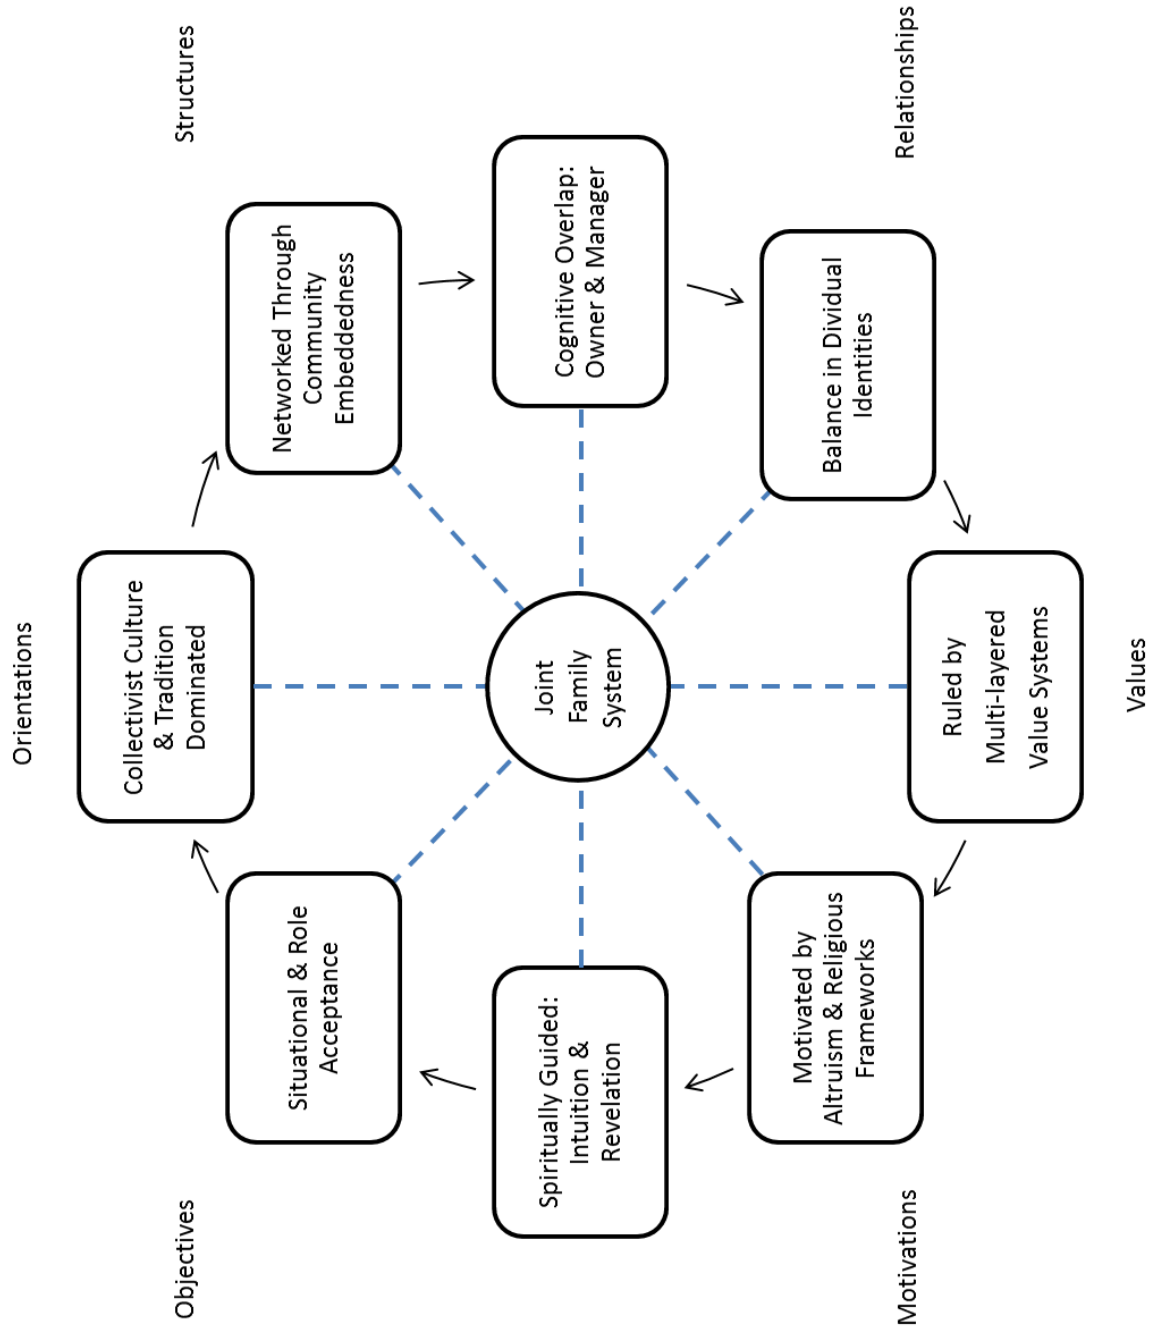 Orientations
Collectivist Culture
& Tradition
Dominated
Objectives
Structures
Situational & Role
Acceptance
Networked Through
Community
Embeddedness
Spiritually Guided:
Intuition &
Revelation
Joint
Family
System
Cognitive Overlap:
Owner & Manager
Motivated by
Altruism & Religious
Frameworks
Balance in Dividual
Identities
Motivations
Relationships
Ruled by
Multi-layered
Value Systems
Values